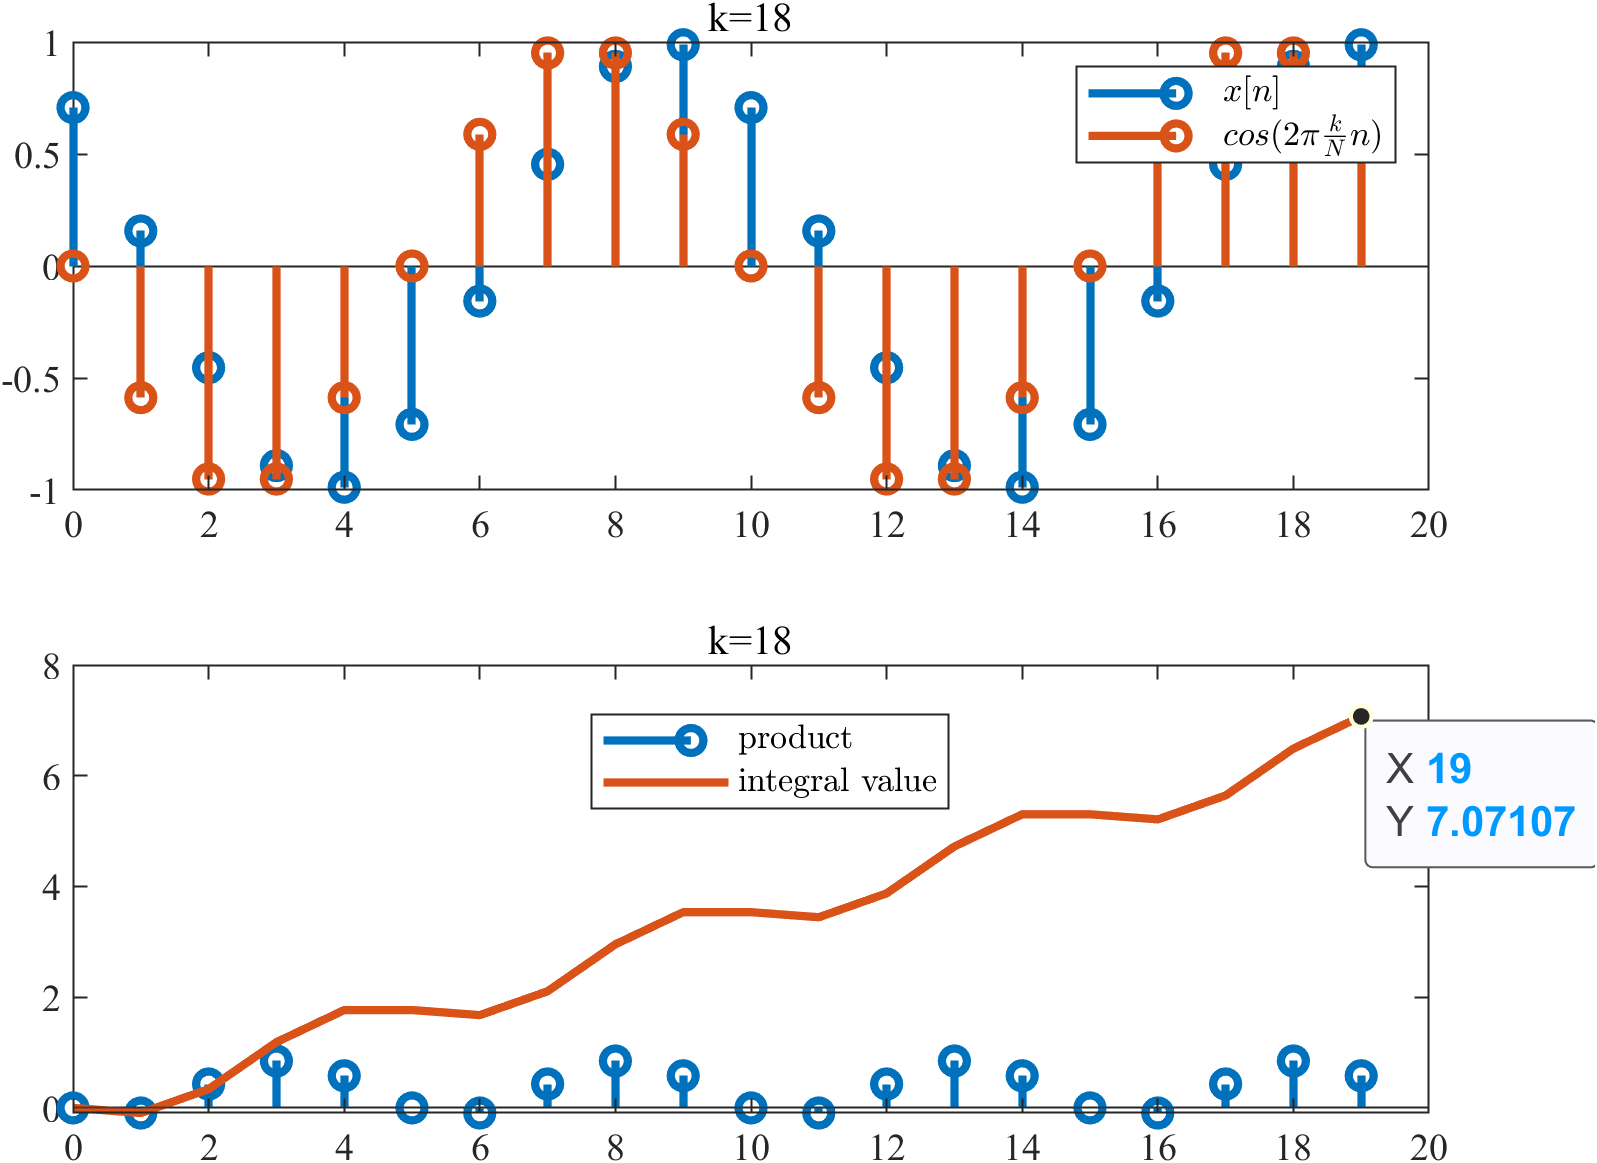 k=18
1
0.5
0
-0.5
-1
x[n]
cos(2π\frac{k}{N}n)
0 2 4 6 8 10 12 14 16 18 20
k=18
8
6
4
2
0
product
integral value
X 19
Y 7.07107
0 2 4 6 8 10 12 14 16 18 20